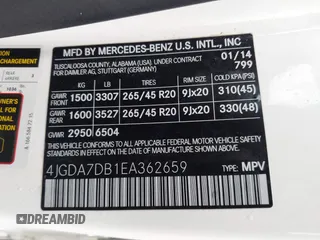 MFD BY MERCEDES-BENZ U.S. INTL., INC
TUSCALOOSA COUNTY, ALABAMA (USA) UNDER CONTRACT
FOR DAIMLER AG, STUTTGART/GERMANY
01/14
799
KG LB TIRE DIM. RIM SIZE COLD KPA (PSI)
GAWR FRONT 1500 3307 265/45 R20 9Jx20 310(45)
GAWR REAR 1600 3527 265/45 R20 9Jx20 330(48)
GVWR 2950 6504
THIS VEHICLE CONFORMS TO ALL APPLICABLE U.S.
FEDERAL MOTOR VEHICLE SAFETY STANDARDS IN EFFECT
ON THE DATE OF MANUFACTURE SHOWN ABOVE.
4JGDA7DB1EA362659 TYPE: MPV
DREAMBID